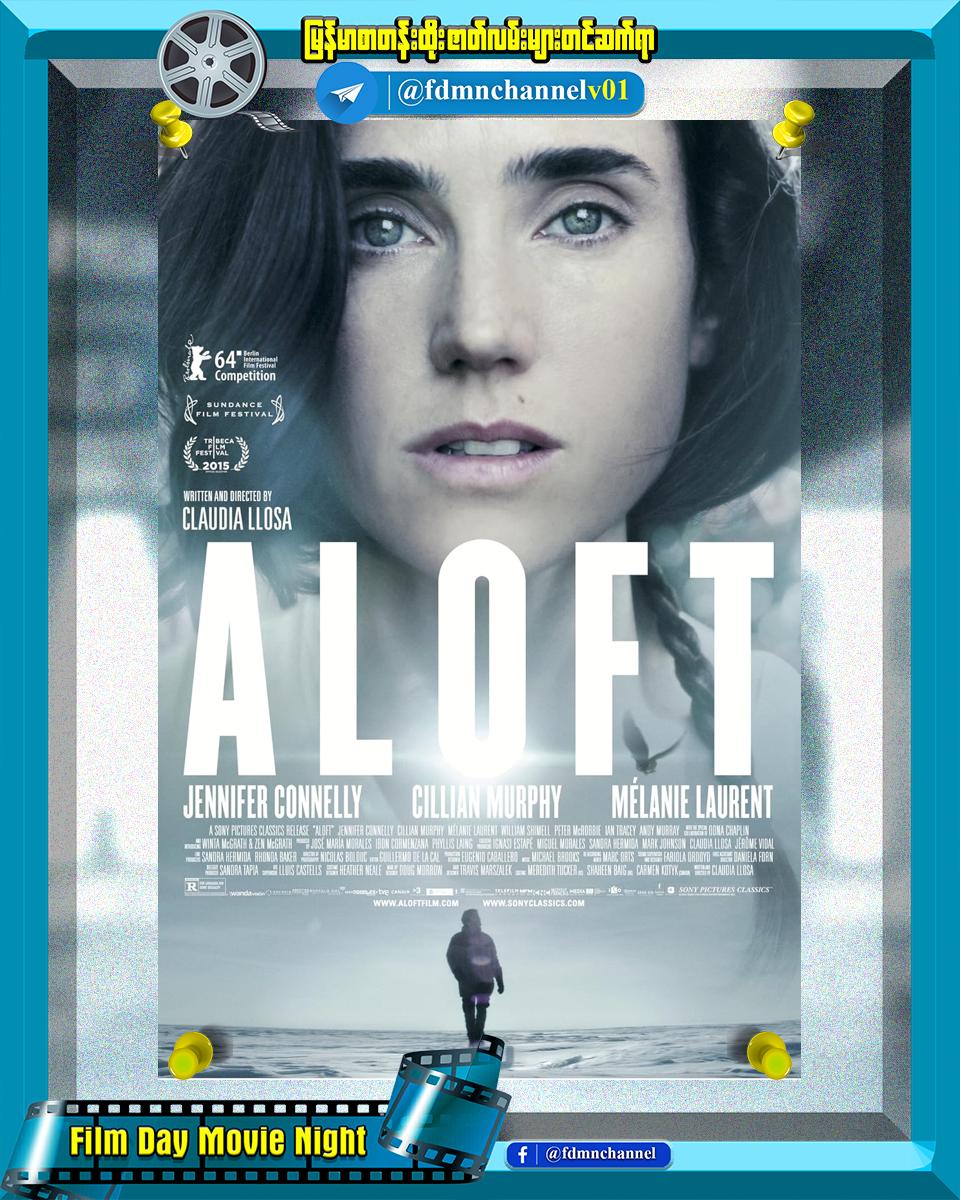 မြန်မာစာတန်းထိုးဇာတ်လမ်းများတင်ဆက်ရာ
@fdmnchannelv01
64 Berlin
International
Film Festival
Competition
SUNDANCE
FILM FESTIVAL
TRIBECA
FILM
FESTIVAL
2015
WRITTEN AND DIRECTED BY
CLAUDIA LLOSA
ALOFT
JENNIFER CONNELLY CILLIAN MURPHY MÉLANIE LAURENT
A SONY PICTURES CLASSICS RELEASE "ALOFT" JENNIFER CONNELLY CILLIAN MURPHY MÉLANIE LAURENT WILLIAM SHIMELL PETER McROBBIE IAN TRACEY ANDY MURRAY OONA CHAPLIN
WINTA McGRATH & ZEN McGRATH JOSÉ MARÍA MORALES IBON CORMENZANA PHYLLIS LAING IGNASI ESTAPÉ MIGUEL MORALES SANDRA HERMIDA MARK JOHNSON CLAUDIA LLOSA JÉRÔME VIDAL
SANDRA HERMIDA RHONDA BAKER NICOLAS BOLDUC GUILLERMO DE LA CAL EUGENIO CABALLERO MICHAEL BROOKS MARC ORTS FABIOLA ORDOYO DANIELA FORN
SANDRA TAPIA LLUIS CASTELLS HEATHER NEALE DOUG MORROW TRAVIS MARSZALEK MEREDITH TUCKER SHABEEN BAIG CARMEN KOTYK CLAUDIA LLOSA
R SONY PICTURES CLASSICS
WWW.ALOFTFILM.COM WWW.SONYCLASSICS.COM
Film Day Movie Night
@fdmnchannel